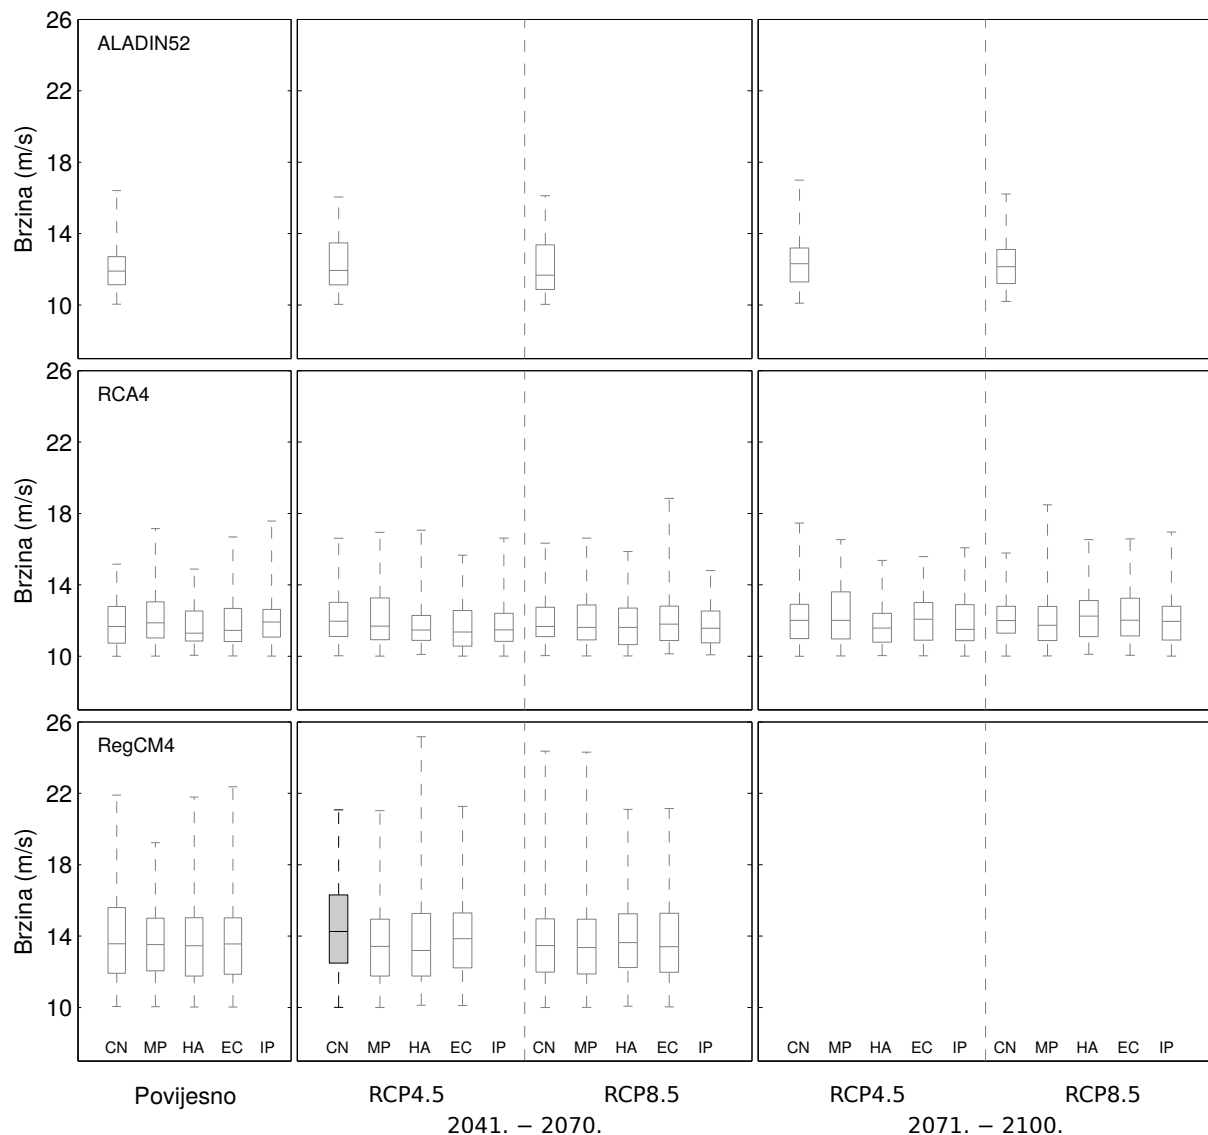 26
ALADIN52
22
18
14
10
Brzina (m/s)
26
RCA4
22
18
14
10
Brzina (m/s)
26
RegCM4
22
18
14
10
Brzina (m/s)
CN MP HA EC IP CN MP HA EC IP CN MP HA EC IP CN MP HA EC IP CN MP HA EC IP
Povijesno RCP4.5 RCP8.5 RCP4.5 RCP8.5
2041. – 2070. 2071. – 2100.